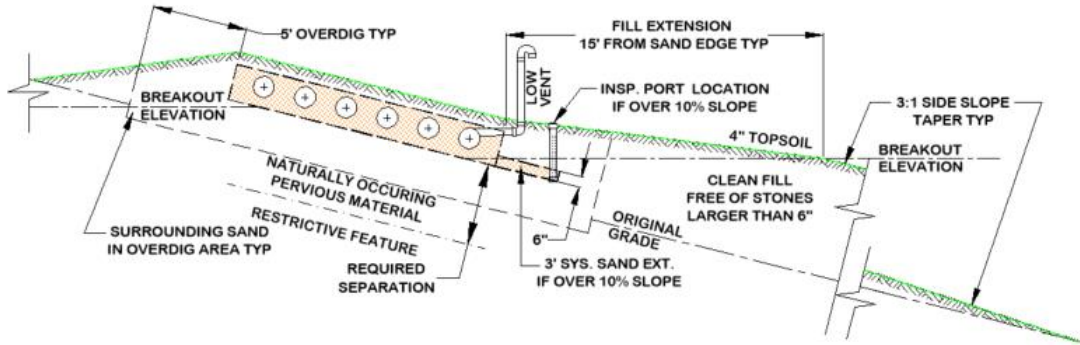 5' OVERDIG TYP
FILL EXTENSION
15' FROM SAND EDGE TYP
LOW
VENT
INSP. PORT LOCATION
IF OVER 10% SLOPE
3:1 SIDE SLOPE
TAPER TYP
BREAKOUT
ELEVATION
4" TOPSOIL
BREAKOUT
ELEVATION
NATURALLY OCCURING
PERVIOUS MATERIAL
CLEAN FILL
FREE OF STONES
LARGER THAN 6"
RESTRICTIVE FEATURE
ORIGINAL
GRADE
SURROUNDING SAND
IN OVERDIG AREA TYP
6"
REQUIRED
SEPARATION
3' SYS. SAND EXT.
IF OVER 10% SLOPE